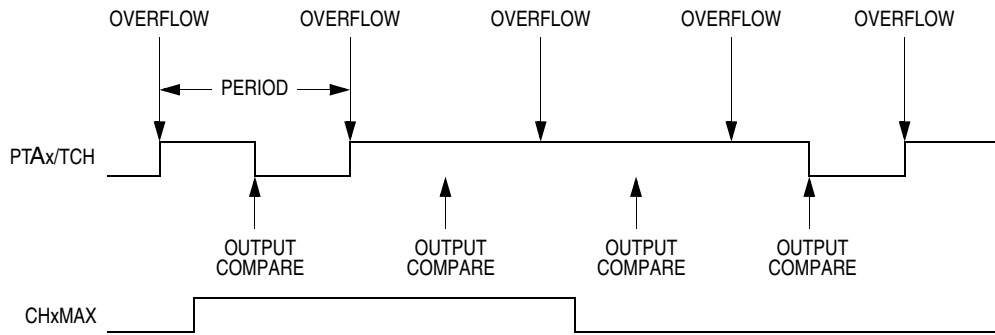 OVERFLOW OVERFLOW OVERFLOW OVERFLOW OVERFLOW
PERIOD
PTAx/TCH
OUTPUT COMPARE
OUTPUT COMPARE
OUTPUT COMPARE
OUTPUT COMPARE
CHxMAX